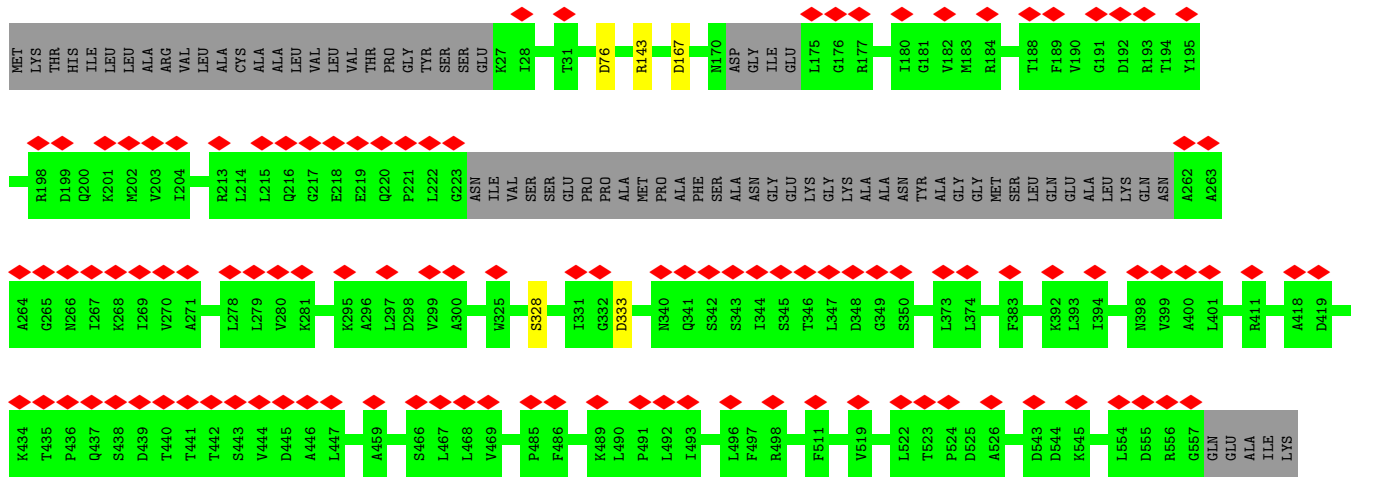 MET LYS THR HIS ILE LEU LEU ALA ARG VAL LEU ALA CYS ALA ALA LEU VAL LEU VAL THR PRO GLY TYR SER SER GLU K27 I28 T31 D76 R143 D167 N170 ASP GLY ILE GLU L175 G176 R177 I180 G181 V182 M183 R184 T188 F189 V190 G191 D192 R193 T194 Y195
R198 D199 Q200 K201 M202 V203 I204 R213 L214 L215 Q216 G217 E218 E219 Q220 P221 L222 G223 ASN ILE VAL SER SER GLU PRO PRO ALA MET PRO ALA PHE SER ALA ASN GLY GLU LYS GLY LYS ALA ALA ASN TYR ALA GLY GLY MET SER LEU GLN GLU ALA LEU LYS GLN ASN A262 A263
A264 G265 N266 I267 K268 I269 V270 A271 L278 L279 V280 K281 K295 A296 L297 D298 V299 A300 W325 S328 I331 G332 D333 N340 Q341 S342 S343 I344 S345 T346 L347 D348 G349 S350 L373 L374 F383 K392 L393 I394 N398 V399 A400 L401 R411 A418 D419
K434 T435 P436 Q437 S438 D439 T440 T441 T442 S443 V444 D445 A446 L447 A459 S466 L467 L468 V469 P485 F486 K489 L490 P491 L492 I493 L496 F497 R498 F511 V519 L522 T523 P524 D525 A526 D543 D544 K545 L554 D555 R556 G557 GLN GLU ALA ILE LYS